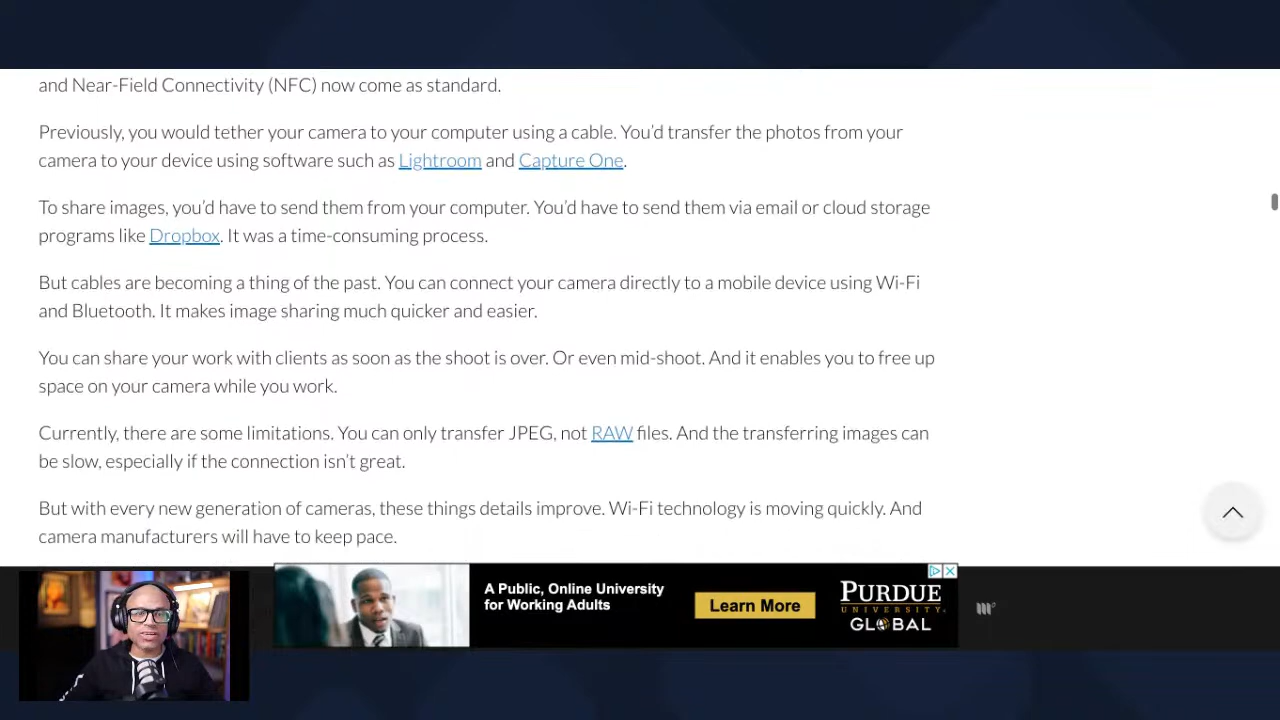 and Near-Field Connectivity (NFC) now come as standard.
Previously, you would tether your camera to your computer using a cable. You'd transfer the photos from your
camera to your device using software such as Lightroom and Capture One.
To share images, you'd have to send them from your computer. You'd have to send them via email or cloud storage
programs like Dropbox. It was a time-consuming process.
But cables are becoming a thing of the past. You can connect your camera directly to a mobile device using Wi-Fi
and Bluetooth. It makes image sharing much quicker and easier.
You can share your work with clients as soon as the shoot is over. Or even mid-shoot. And it enables you to free up
space on your camera while you work.
Currently, there are some limitations. You can only transfer JPEG, not RAW files. And the transferring images can
be slow, especially if the connection isn't great.
But with every new generation of cameras, these things details improve. Wi-Fi technology is moving quickly. And
camera manufacturers will have to keep pace.
A Public, Online University
for Working Adults
Learn More
PURDUE
UNIVERSITY
GLOBAL